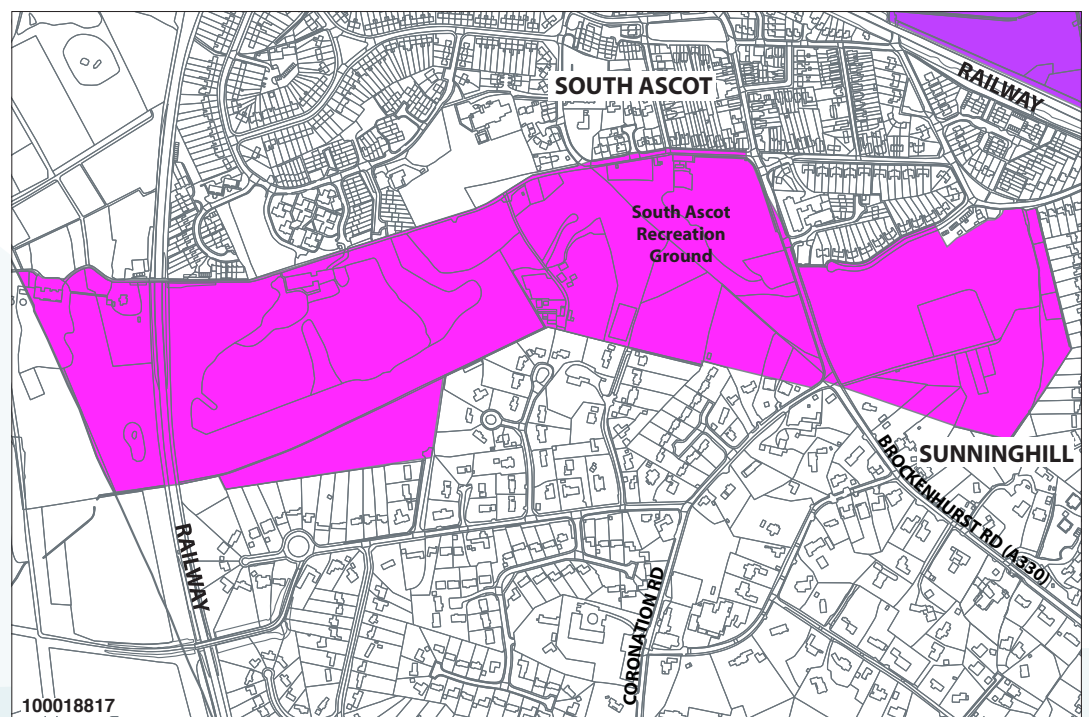 SOUTH ASCOT
RAILWAY
South Ascot
Recreation
Ground
SUNNINGHILL
BROCKENHURST RD (A330)
RAILWAY
CORONATION RD
100018817